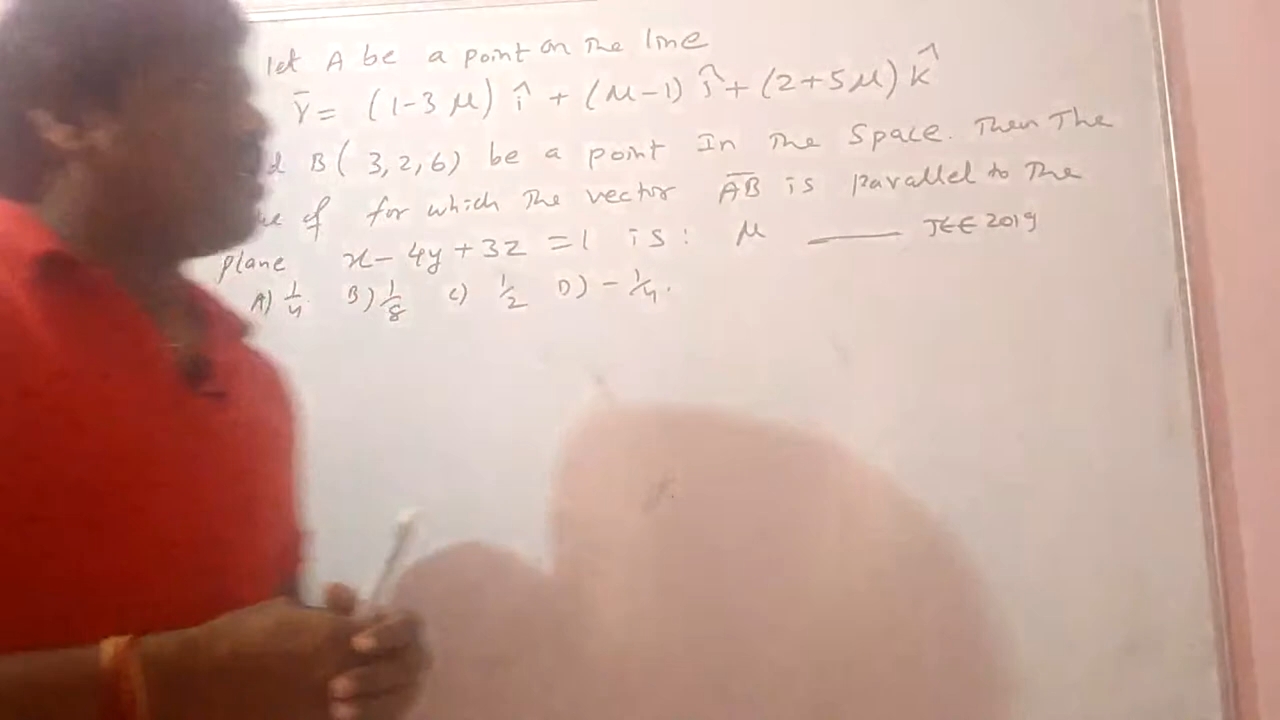 let A be a point on the line
r̄ = (1-3μ) î + (μ-1) ĵ + (2+5μ) k̂
B( 3, 2, 6) be a point In the Space. Then The
of for which the vector A̅B̅ is parallel to The
plane x - 4y + 3z = 1 is : μ ____ JEE 2019
A) 1/4. B) 1/8 c) 1/2 D) - 1/4.